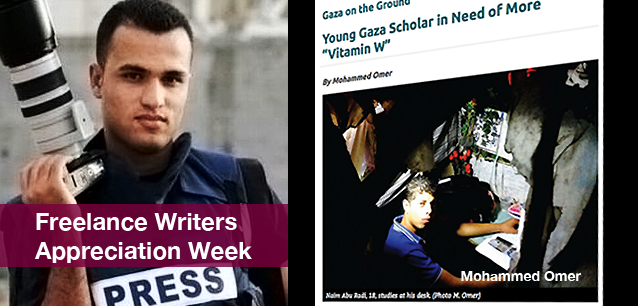 Freelance Writers
Appreciation Week
PRESS
Gaza on the Ground
Young Gaza Scholar in Need of More
“Vitamin W”
By Mohammed Omer
Naim Abu Radi, 18, studies at his desk. (Photo M. Omer)
Mohammed Omer